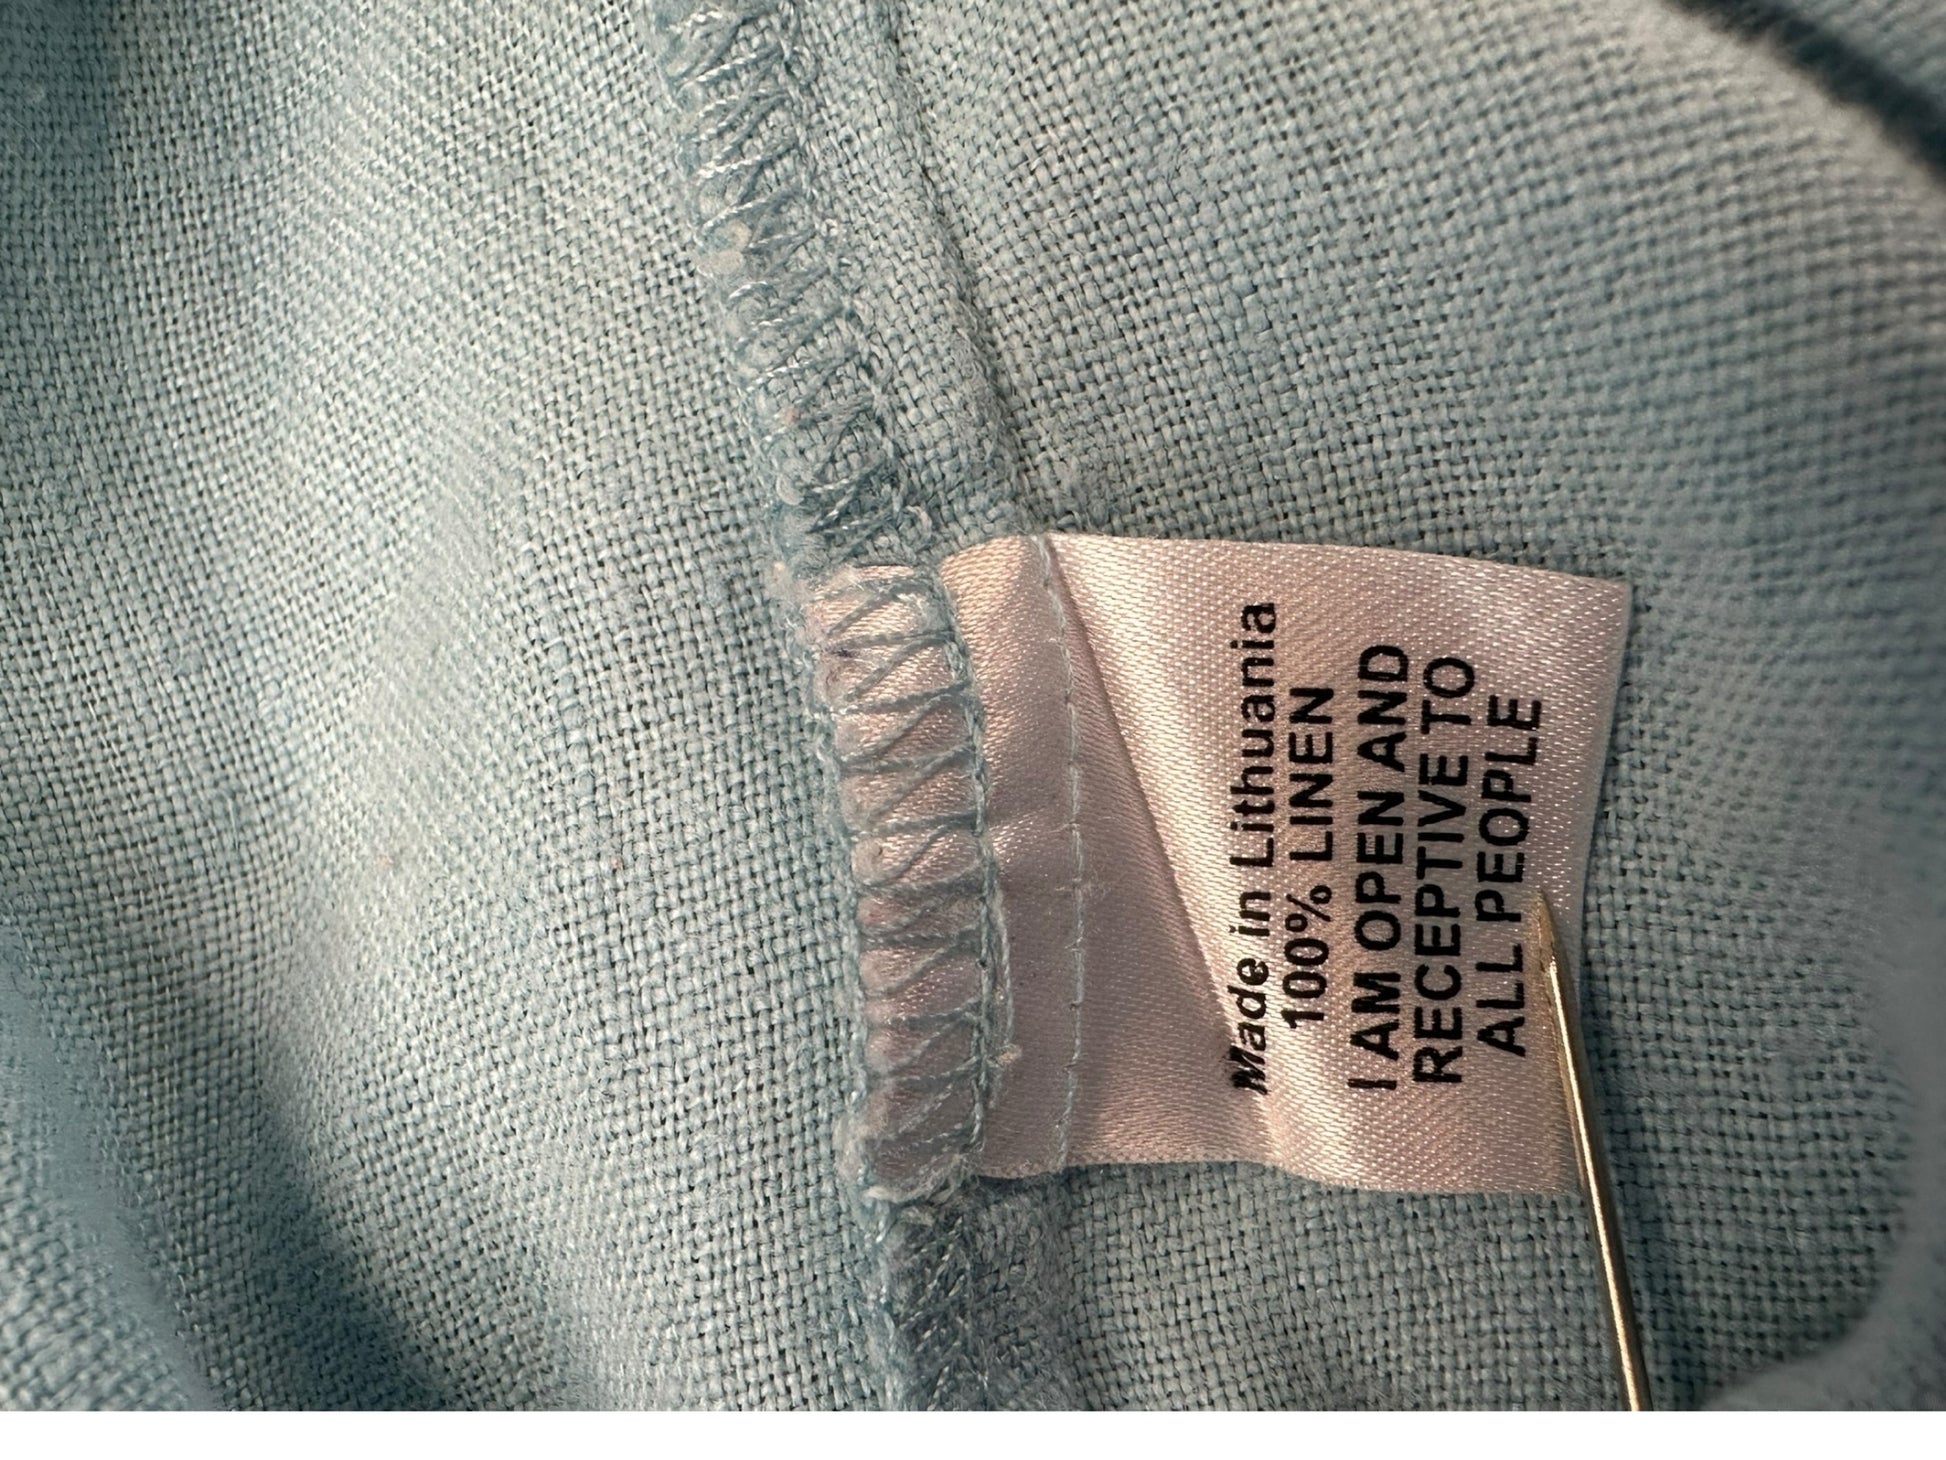 Made in Lithuania
100% LINEN
I AM OPEN AND
RECEPTIVE TO
ALL PEOPLE